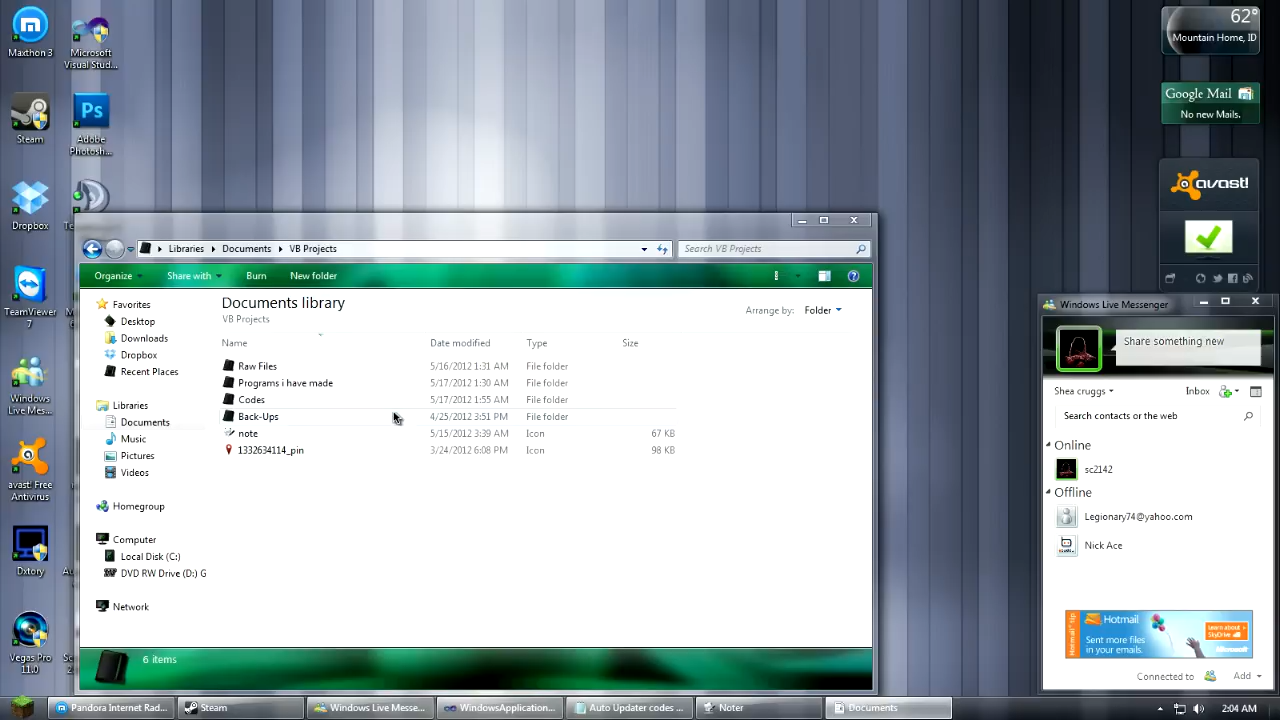 Maxthon 3
Microsoft
Visual Stud...
Steam
Ps
Adobe
Photosh...
Dropbox
TeamViewer
7
Windows
Live Mes...
avast! Free
Antivirus
Dxtory
Vegas Pro
11.0
62°
Mountain Home, ID
Google Mail
No new Mails.
avast!
Libraries
Documents
VB Projects
Search VB Projects
Organize
Share with
Burn
New folder
Favorites
Desktop
Downloads
Dropbox
Recent Places
Libraries
Documents
Music
Pictures
Videos
Homegroup
Computer
Local Disk (C:)
DVD RW Drive (D:) G
Network
Documents library
VB Projects
Arrange by: Folder
Name Date modified Type Size
Raw Files 5/16/2012 1:31 AM File folder
Programs i have made 5/17/2012 1:30 AM File folder
Codes 5/17/2012 1:55 AM File folder
Back-Ups 4/25/2012 3:51 PM File folder
note 5/15/2012 3:39 AM Icon 67 KB
1332634114_pin 3/24/2012 6:08 PM Icon 98 KB
6 items
Windows Live Messenger
Share something new
Shea cruggs
Inbox
Search contacts or the web
Online
sc2142
Offline
Legionary74@yahoo.com
Nick Ace
Hotmail
Sent more files
in your emails.
Learn about
SkyDrive
Microsoft
Connected to
Add
Pandora Internet Rad...
Steam
Windows Live Messe...
WindowsApplication...
Auto Updater codes ...
Noter
Documents
2:04 AM